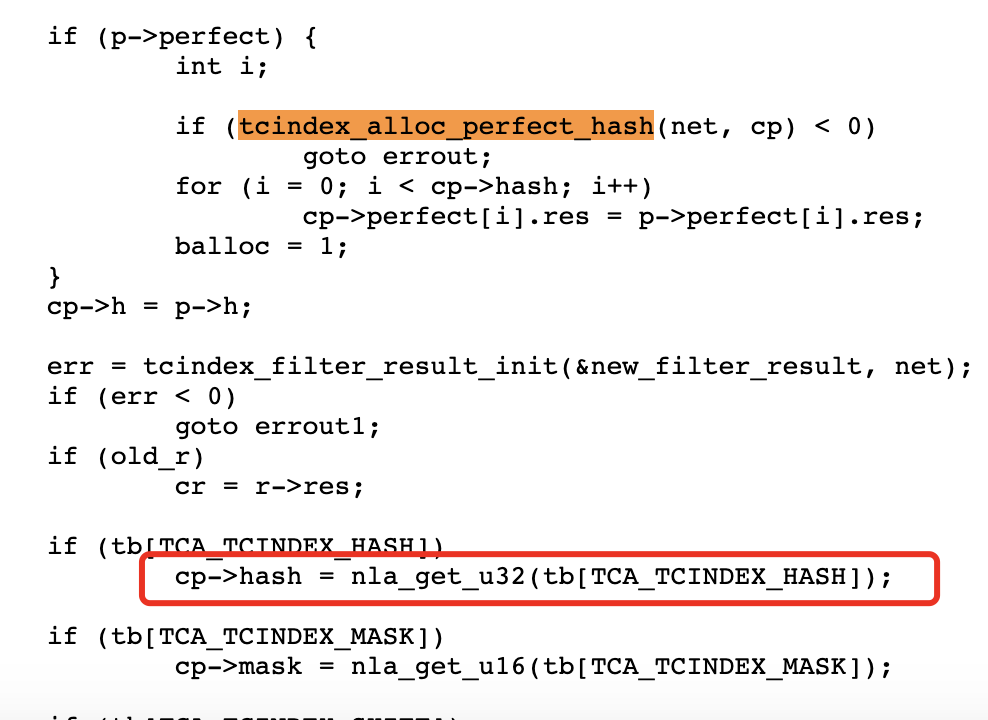 if (p->perfect) {
int i;
if (tcindex_alloc_perfect_hash(net, cp) < 0)
goto errout;
for (i = 0; i < cp->hash; i++)
cp->perfect[i].res = p->perfect[i].res;
balloc = 1;
}
cp->h = p->h;
err = tcindex_filter_result_init(&new_filter_result, net);
if (err < 0)
goto errout1;
if (old_r)
cr = r->res;
if (tb[TCA_TCINDEX_HASH])
cp->hash = nla_get_u32(tb[TCA_TCINDEX_HASH]);
if (tb[TCA_TCINDEX_MASK])
cp->mask = nla_get_u16(tb[TCA_TCINDEX_MASK]);